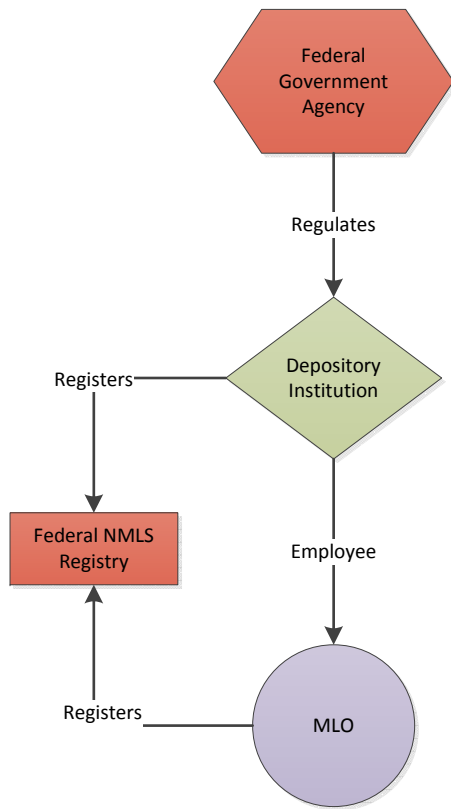 Federal
Government
Agency
Regulates
Depository
Institution
Registers
Federal NMLS
Registry
Employee
Registers
MLO